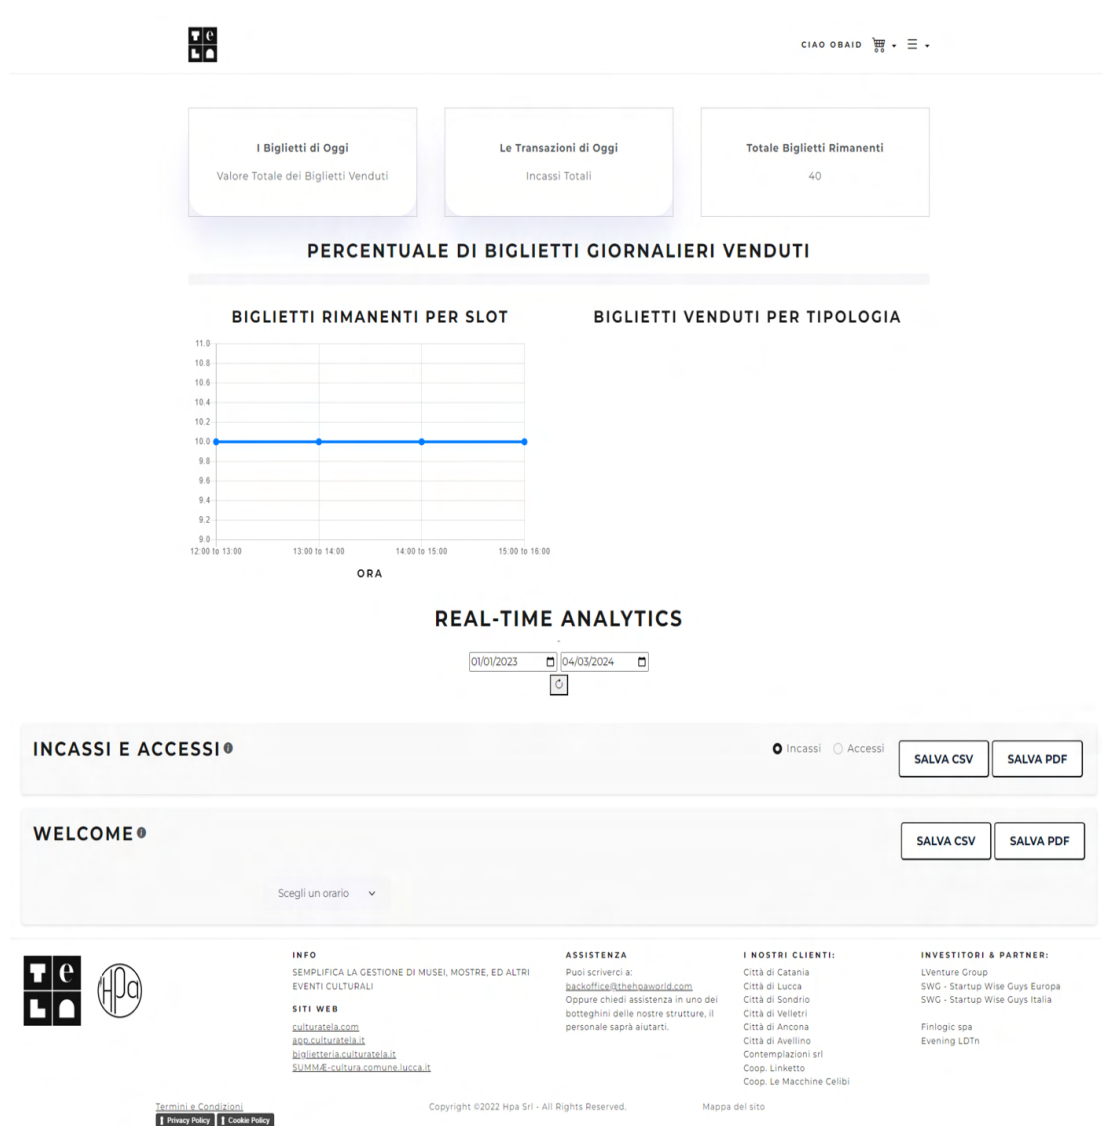 Te
La
CIAO OBAID
I Biglietti di Oggi
Valore Totale dei Biglietti Venduti
Le Transazioni di Oggi
Incassi Totali
Totale Biglietti Rimanenti
40
PERCENTUALE DI BIGLIETTI GIORNALIERI VENDUTI
BIGLIETTI RIMANENTI PER SLOT
11.0
10.8
10.6
10.4
10.2
10.0
9.8
9.6
9.4
9.2
9.0
12:00 to 13:00
13:00 to 14:00
14:00 to 15:00
15:00 to 16:00
ORA
BIGLIETTI VENDUTI PER TIPOLOGIA
REAL-TIME ANALYTICS
-
01/01/2023
04/03/2024
INCASSI E ACCESSI
Incassi
Accessi
SALVA CSV
SALVA PDF
WELCOME
SALVA CSV
SALVA PDF
Scegli un orario
Te
La
HPa
INFO
SEMPLIFICA LA GESTIONE DI MUSEI, MOSTRE, ED ALTRI
EVENTI CULTURALI
SITI WEB
culturatela.com
app.culturatela.it
biglietteria.culturatela.it
SUMMÆ-cultura.comune.lucca.it
ASSISTENZA
Puoi scriverci a:
backoffice@thehpaworld.com
Oppure chiedi assistenza in uno dei
botteghini delle nostre strutture, il
personale saprà aiutarti.
I NOSTRI CLIENTI:
Città di Catania
Città di Lucca
Città di Sondrio
Città di Velletri
Città di Ancona
Città di Avellino
Contemplazioni srl
Coop. Linketto
Coop. Le Macchine Celibi
INVESTITORI & PARTNER:
LVenture Group
SWG - Startup Wise Guys Europa
SWG - Startup Wise Guys Italia
Finlogic spa
Evening LDTn
Termini e Condizioni
Privacy Policy
Cookie Policy
Copyright ©2022 Hpa Srl - All Rights Reserved.
Mappa del sito